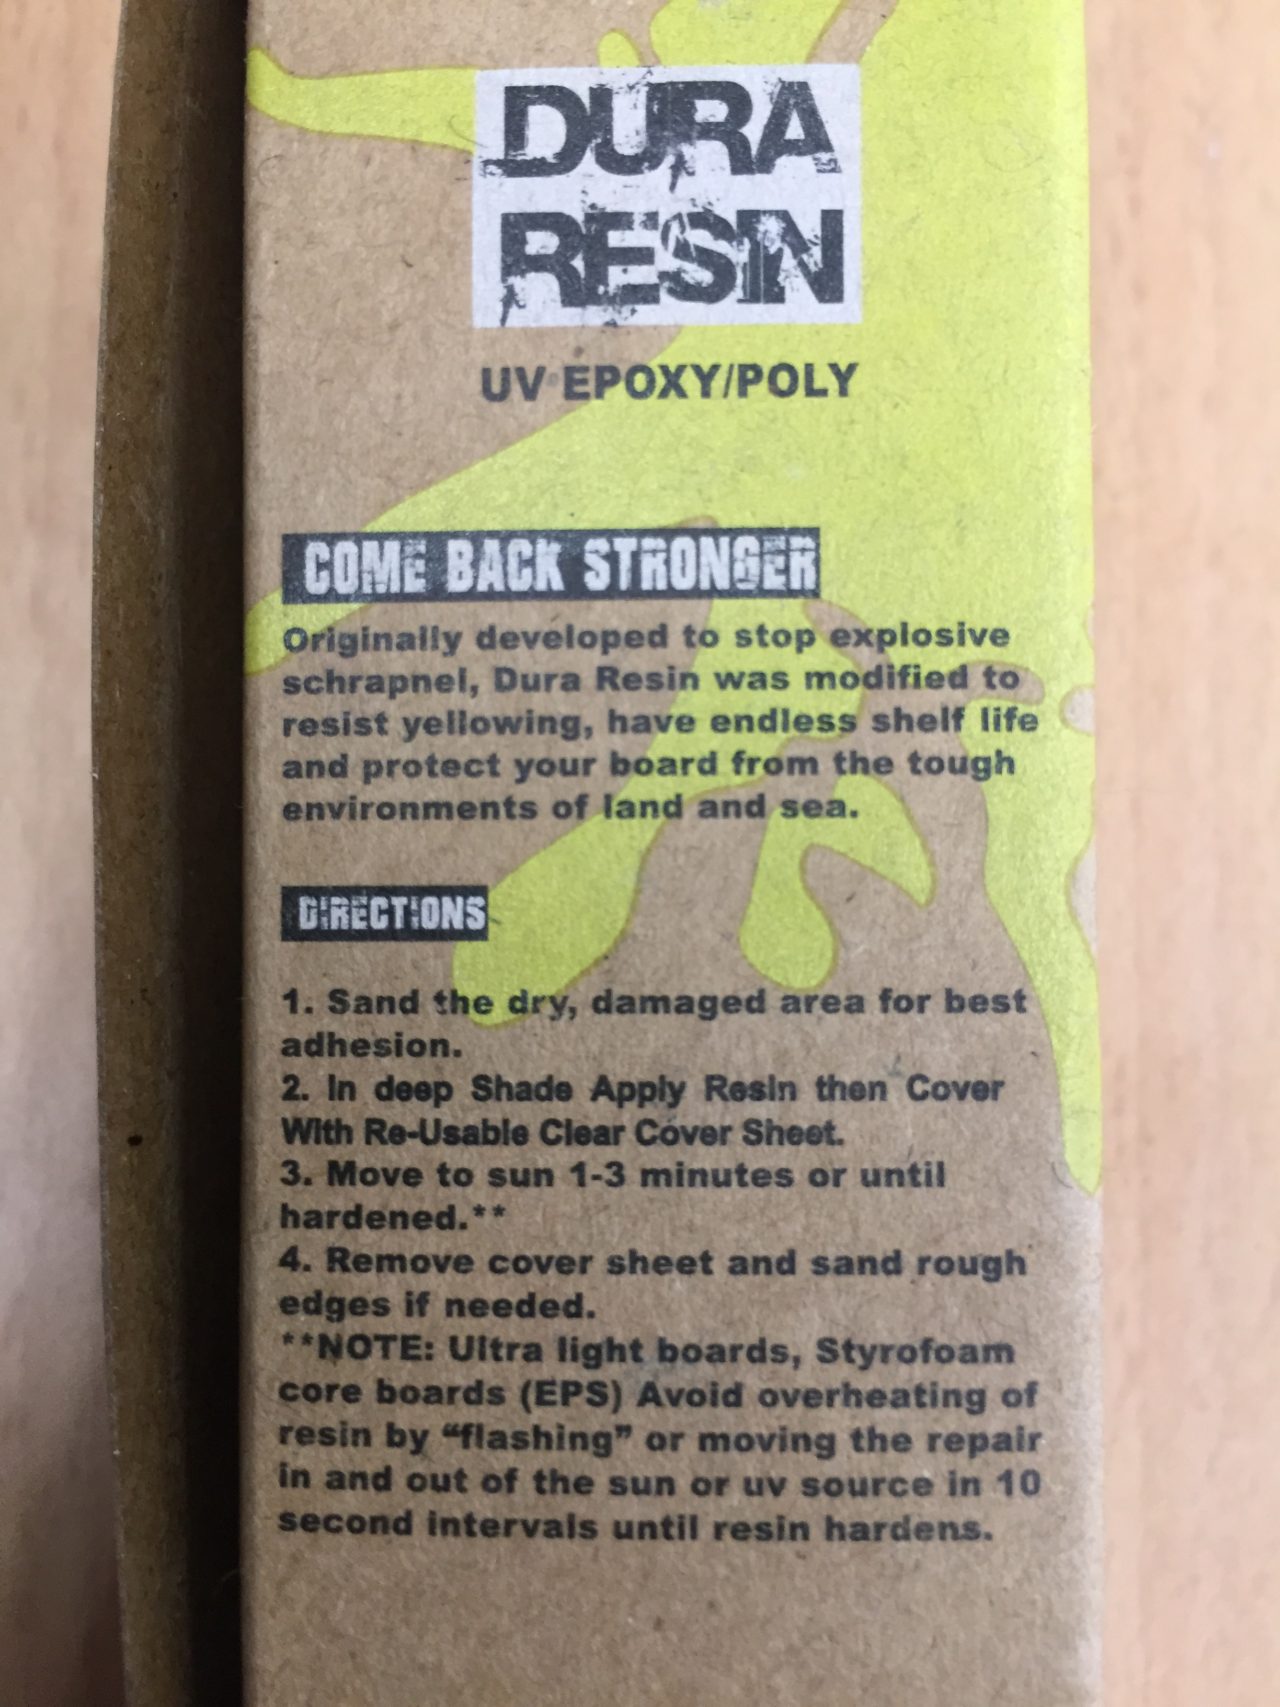 DURA
RESIN
UV EPOXY/POLY
COME BACK STRONGER
Originally developed to stop explosive
schrapnel, Dura Resin was modified to
resist yellowing, have endless shelf life
and protect your board from the tough
environments of land and sea.
DIRECTIONS
1. Sand the dry, damaged area for best
adhesion.
2. In deep Shade Apply Resin then Cover
With Re-Usable Clear Cover Sheet.
3. Move to sun 1-3 minutes or until
hardened.**
4. Remove cover sheet and sand rough
edges if needed.
**NOTE: Ultra light boards, Styrofoam
core boards (EPS) Avoid overheating of
resin by “flashing” or moving the repair
in and out of the sun or uv source in 10
second intervals until resin hardens.